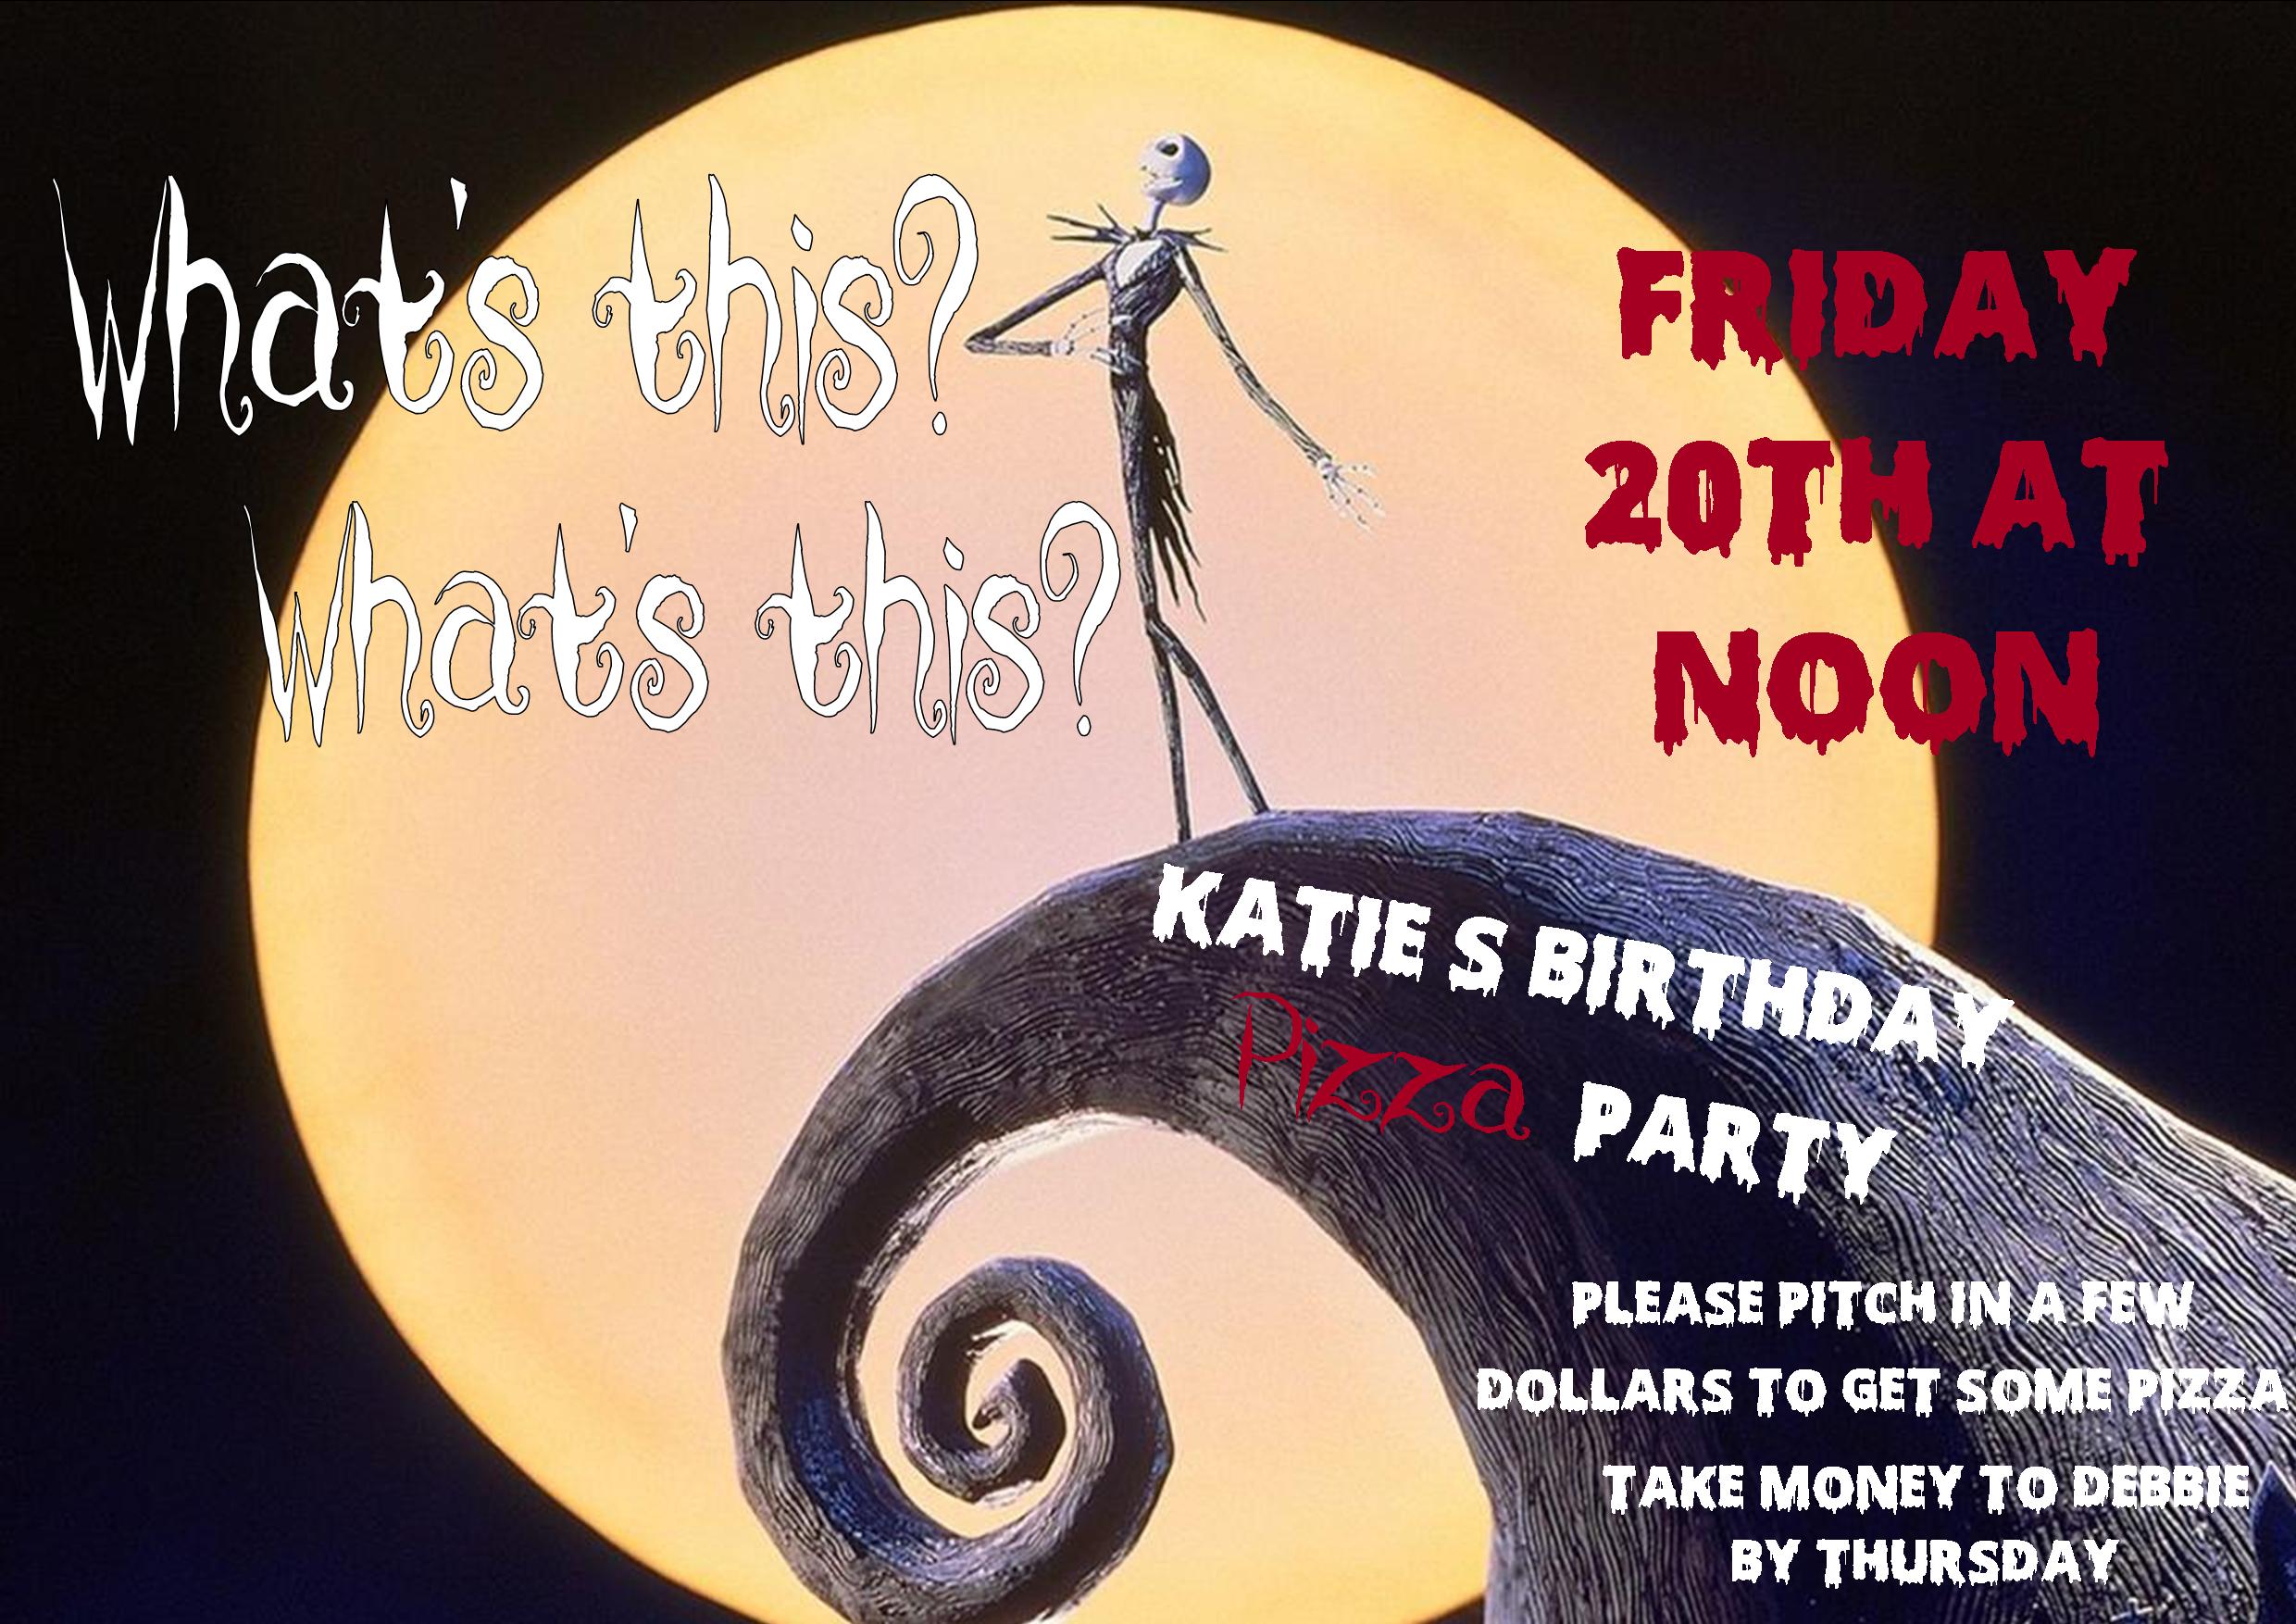 What's this?
What's this?
FRIDAY
20TH AT
NOON
KATIE S BIRTHDAY
Pizza PARTY
PLEASE PITCH IN A FEW
DOLLARS TO GET SOME PIZZA
TAKE MONEY TO DEBBIE
BY THURSDAY